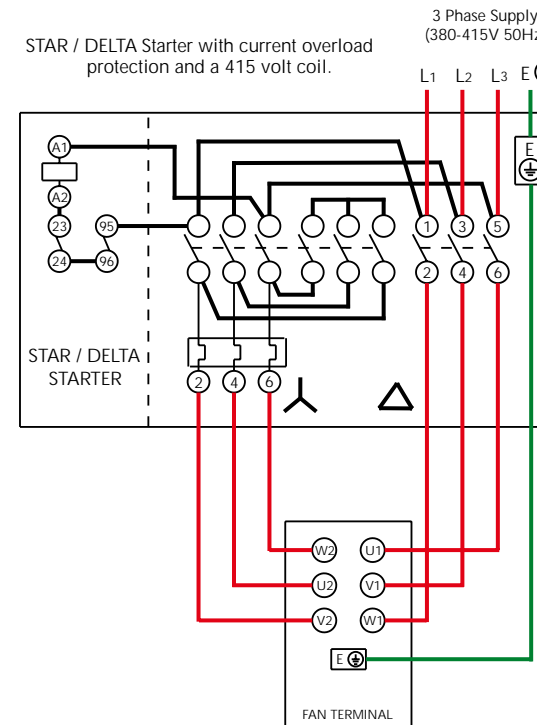 3 Phase Supply
(380-415V 50Hz
STAR / DELTA Starter with current overload
protection and a 415 volt coil.
L1 L2 L3 E
E
A1
A2
23 95
24 96
1 3 5
2 4 6
STAR / DELTA
STARTER
2 4 6
W2 U1
U2 V1
V2 W1
E
FAN TERMINAL